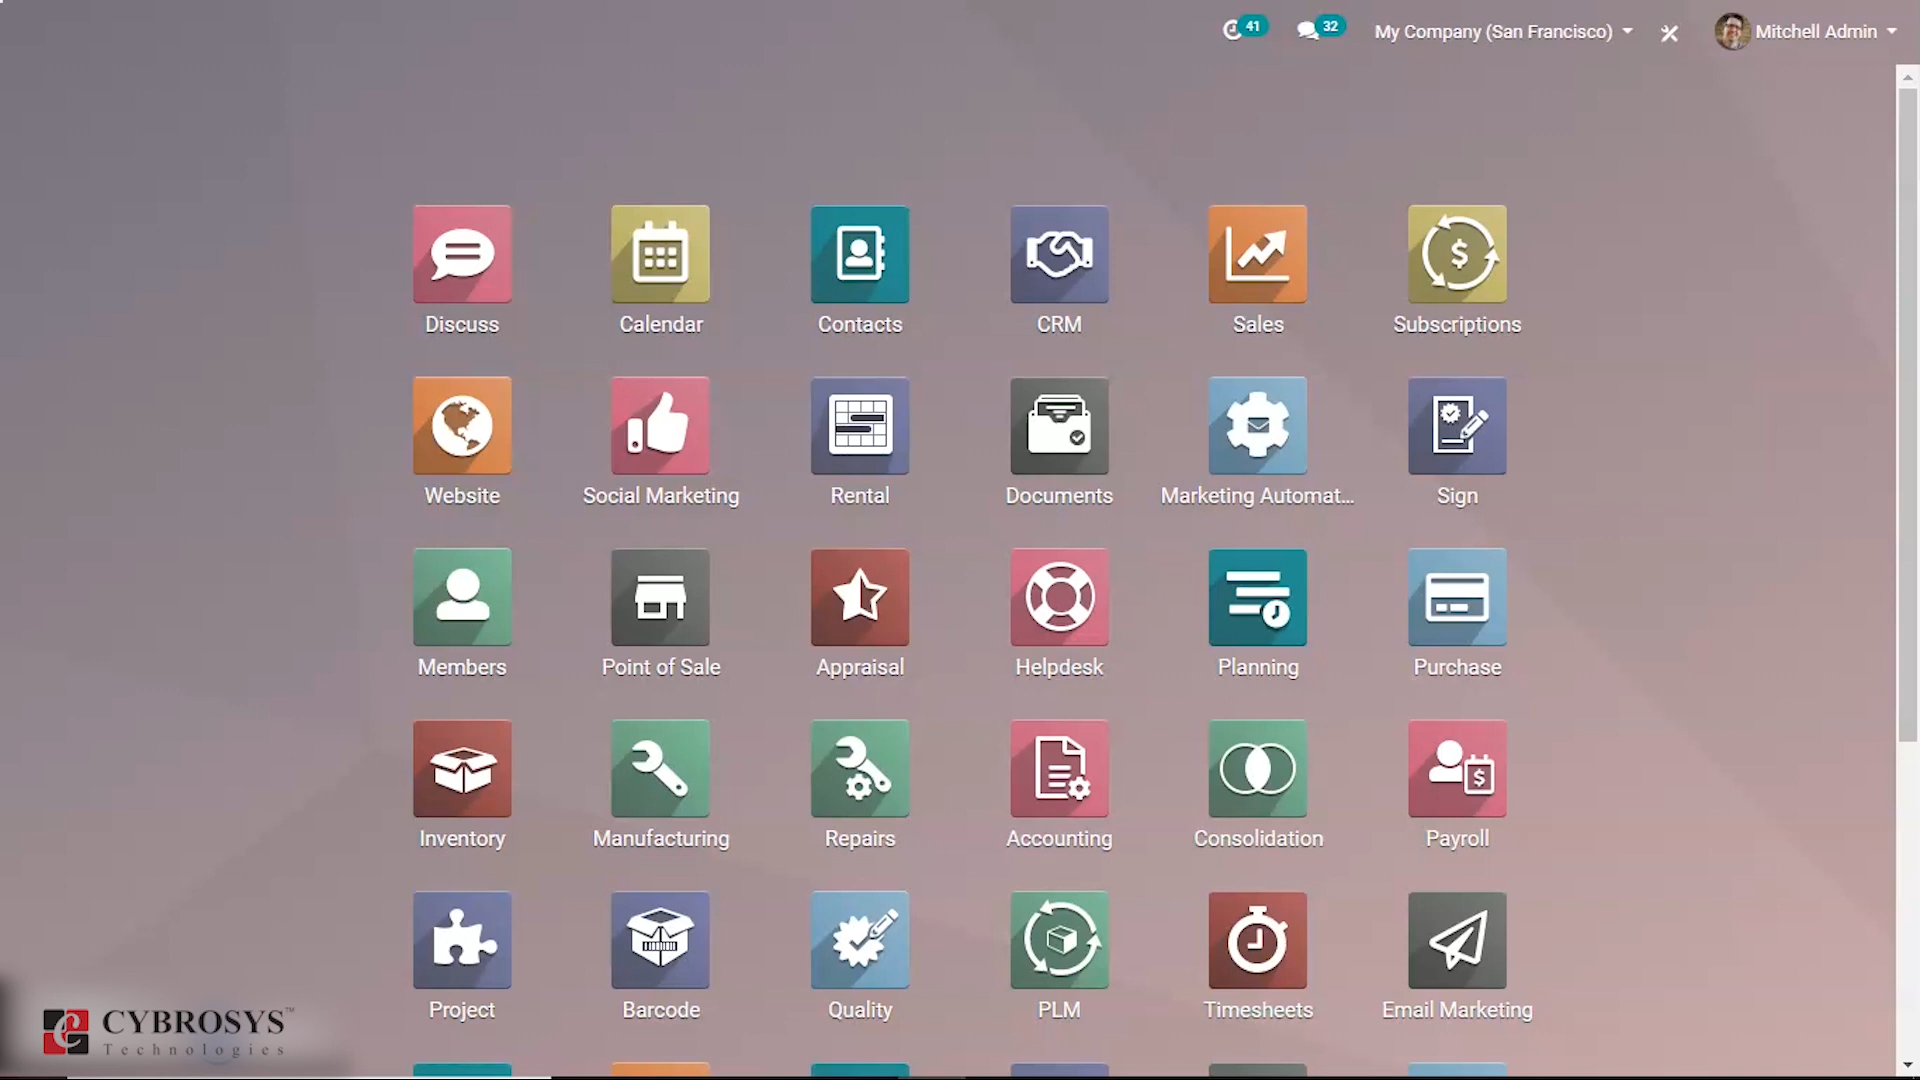 41
32
My Company (San Francisco)
Mitchell Admin
Discuss
Calendar
Contacts
CRM
Sales
Subscriptions
Website
Social Marketing
Rental
Documents
Marketing Automat...
Sign
Members
Point of Sale
Appraisal
Helpdesk
Planning
Purchase
Inventory
Manufacturing
Repairs
Accounting
Consolidation
Payroll
Project
Barcode
Quality
PLM
Timesheets
Email Marketing
CYBROSYS™
Technologies